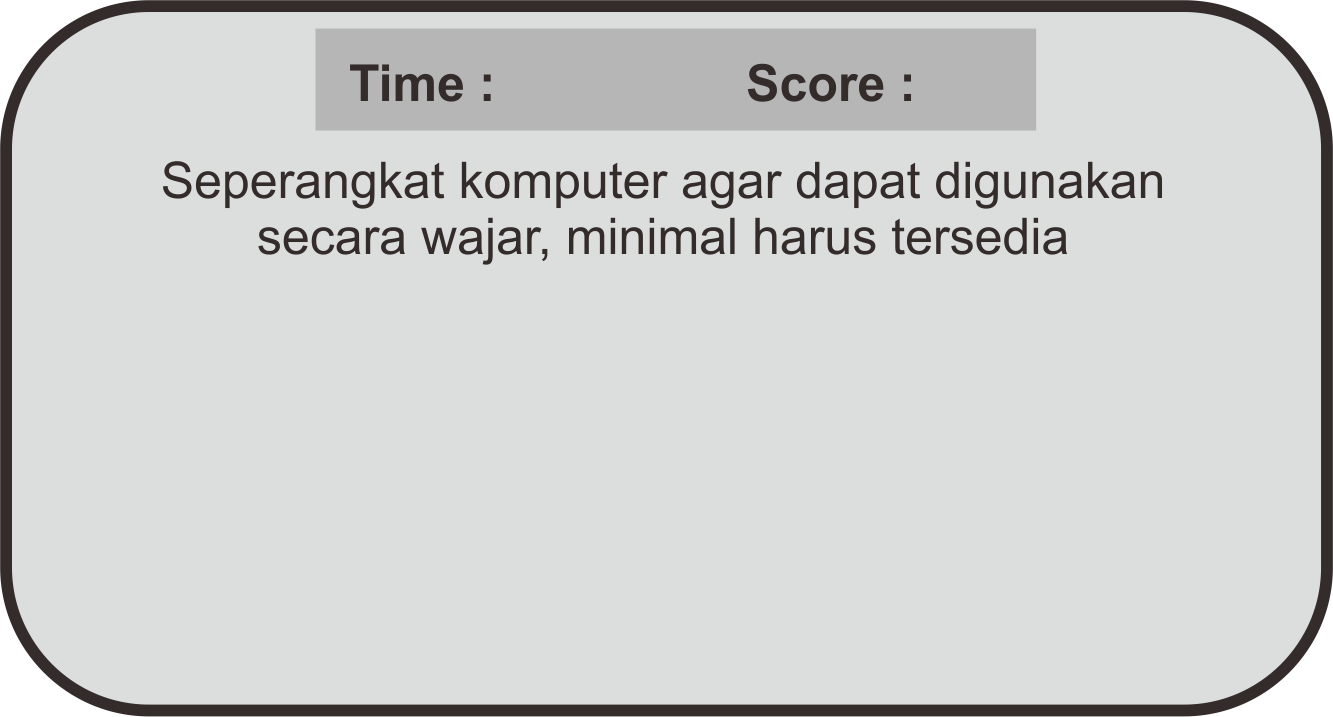 Time : Score :
Seperangkat komputer agar dapat digunakan
secara wajar, minimal harus tersedia